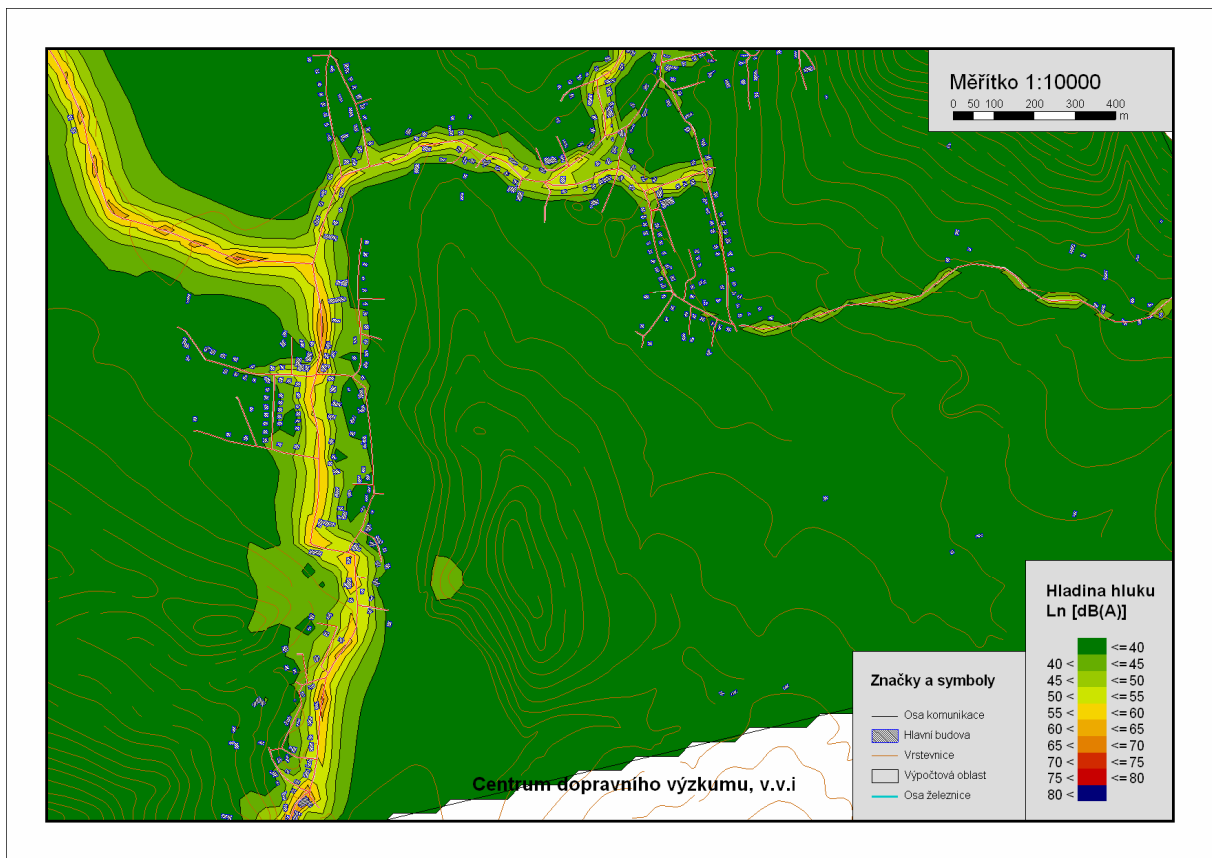 Měřítko 1:10000
0 50 100 200 300 400
m
Hladina hluku
Ln [dB(A)]
<= 40
40 < <= 45
45 < <= 50
50 < <= 55
55 < <= 60
60 < <= 65
65 < <= 70
70 < <= 75
75 < <= 80
80 <
Značky a symboly
Osa komunikace
Hlavní budova
Vrstevnice
Výpočtová oblast
Osa železnice
Centrum dopravního výzkumu, v.v.i